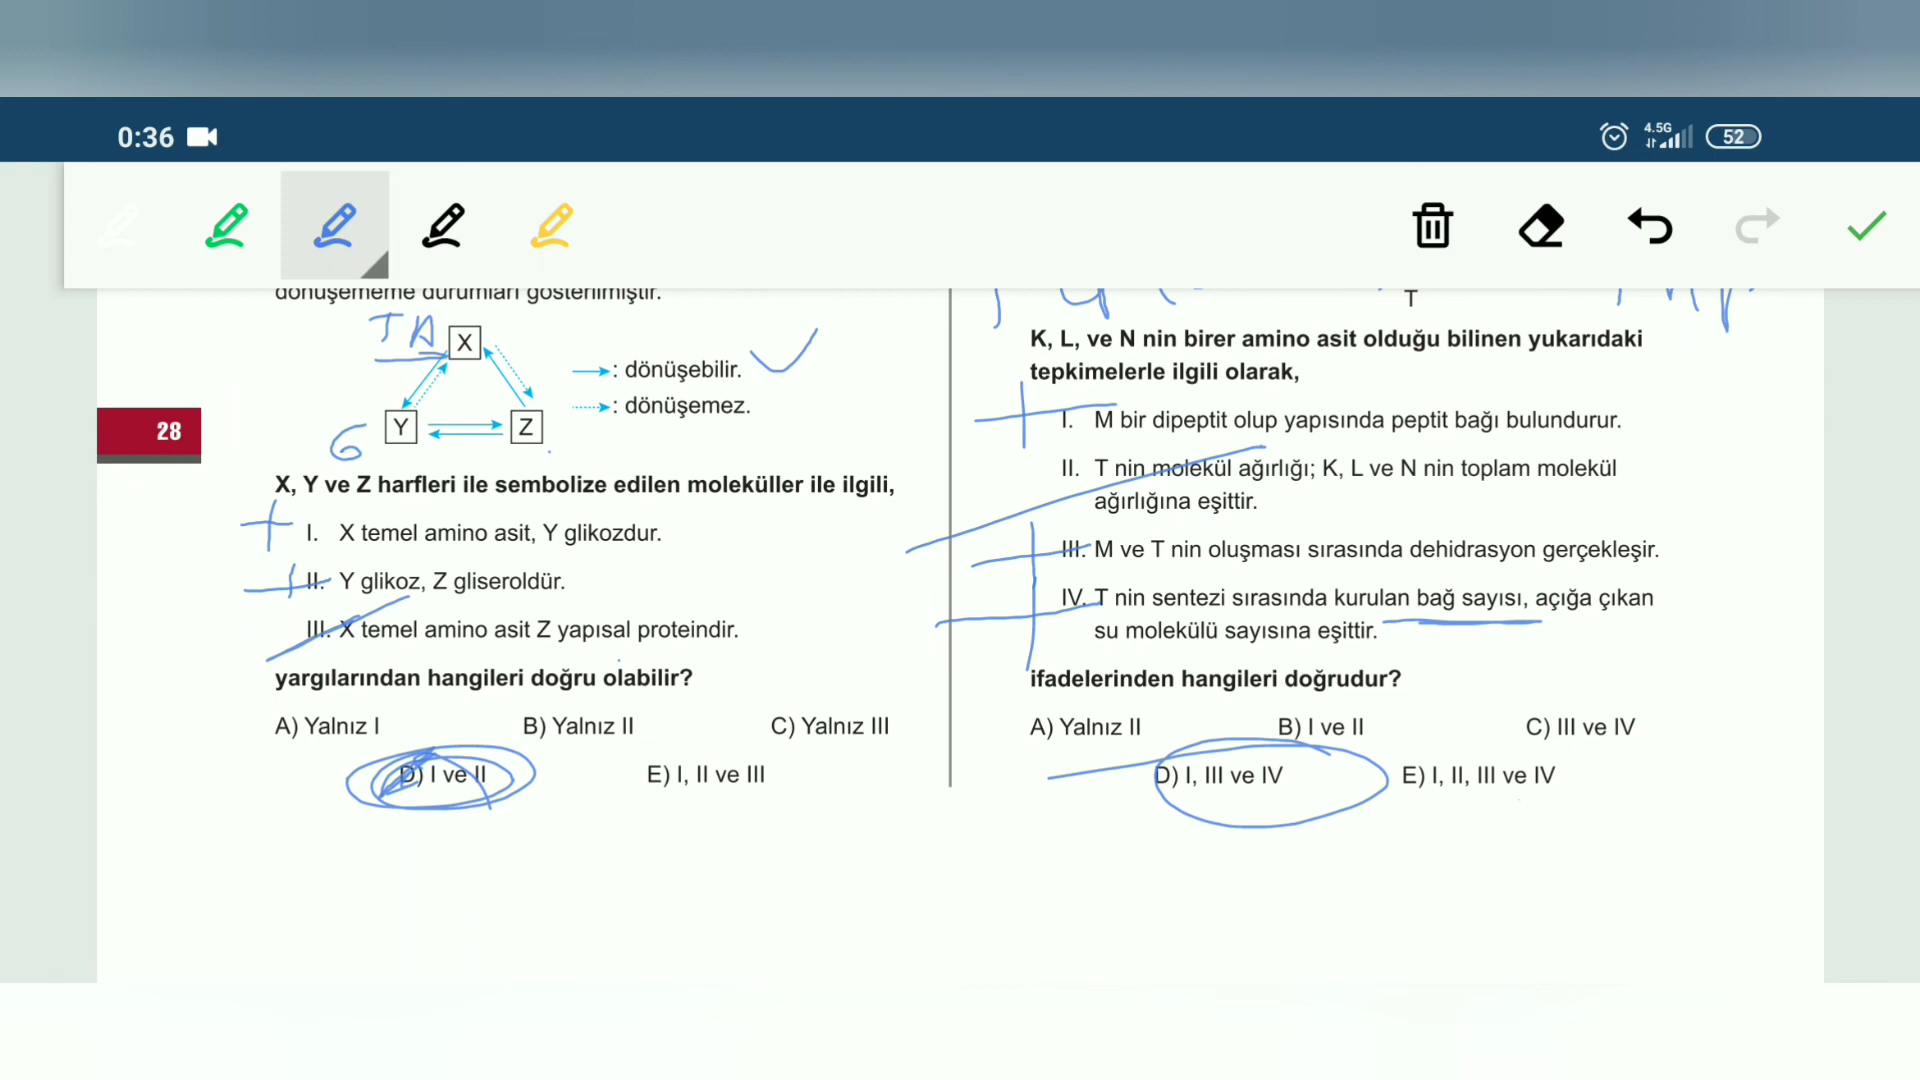 0:36
4.5G
52
dönüşememe durumları gösterilmiştir.
TA
X
: dönüşebilir.
: dönüşemez.
Y
Z
G
28
X, Y ve Z harfleri ile sembolize edilen moleküller ile ilgili,
I. X temel amino asit, Y glikozdur.
II. Y glikoz, Z gliseroldür.
III. X temel amino asit Z yapısal proteindir.
yargılarından hangileri doğru olabilir?
A) Yalnız I
B) Yalnız II
C) Yalnız III
D) I ve II
E) I, II ve III
T
K, L, ve N nin birer amino asit olduğu bilinen yukarıdaki
tepkimelerle ilgili olarak,
I. M bir dipeptit olup yapısında peptit bağı bulundurur.
II. T nin molekül ağırlığı; K, L ve N nin toplam molekül
ağırlığına eşittir.
III. M ve T nin oluşması sırasında dehidrasyon gerçekleşir.
IV. T nin sentezi sırasında kurulan bağ sayısı, açığa çıkan
su molekülü sayısına eşittir.
ifadelerinden hangileri doğrudur?
A) Yalnız II
B) I ve II
C) III ve IV
D) I, III ve IV
E) I, II, III ve IV